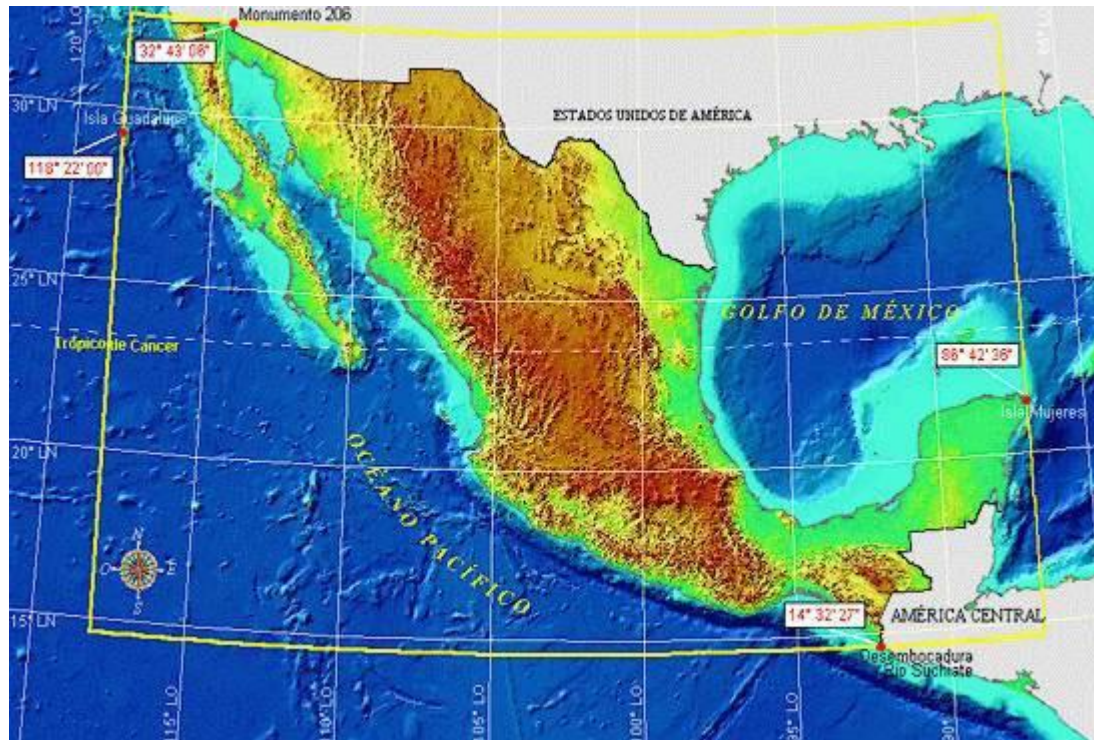 120° LO
Monumento 206
32° 43' 06"
30° LN
Isla Guadalupe
118° 22' 00"
ESTADOS UNIDOS DE AMÉRICA
25° LN
GOLFO DE MÉXICO
Trópico de Cancer
86° 42' 36"
Isla Mujeres
20° LN
OCÉANO PACÍFICO
N
O
E
S
15° LN
14° 32' 27"
AMÉRICA CENTRAL
Desembocadura
Río Suchiate
115° LO
110° LO
105° LO
100° LO
95° LO
90° LO